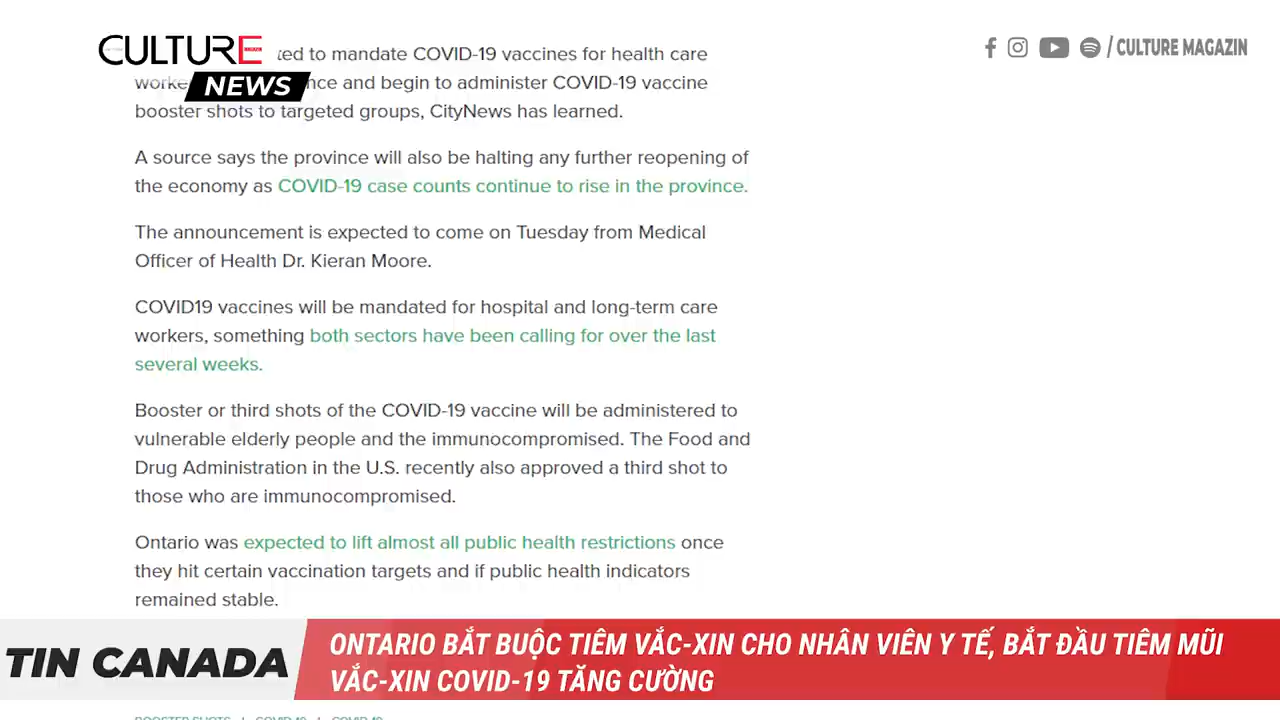 CULTURE
NEWS
/ CULTURE MAGAZIN
to mandate COVID-19 vaccines for health care
and begin to administer COVID-19 vaccine
booster shots to targeted groups, CityNews has learned.
A source says the province will also be halting any further reopening of
the economy as COVID-19 case counts continue to rise in the province.
The announcement is expected to come on Tuesday from Medical
Officer of Health Dr. Kieran Moore.
COVID19 vaccines will be mandated for hospital and long-term care
workers, something both sectors have been calling for over the last
several weeks.
Booster or third shots of the COVID-19 vaccine will be administered to
vulnerable elderly people and the immunocompromised. The Food and
Drug Administration in the U.S. recently also approved a third shot to
those who are immunocompromised.
Ontario was expected to lift almost all public health restrictions once
they hit certain vaccination targets and if public health indicators
remained stable.
TIN CANADA
ONTARIO BẮT BUỘC TIÊM VẮC-XIN CHO NHÂN VIÊN Y TẾ, BẮT ĐẦU TIÊM MŨI
VẮC-XIN COVID-19 TĂNG CƯỜNG